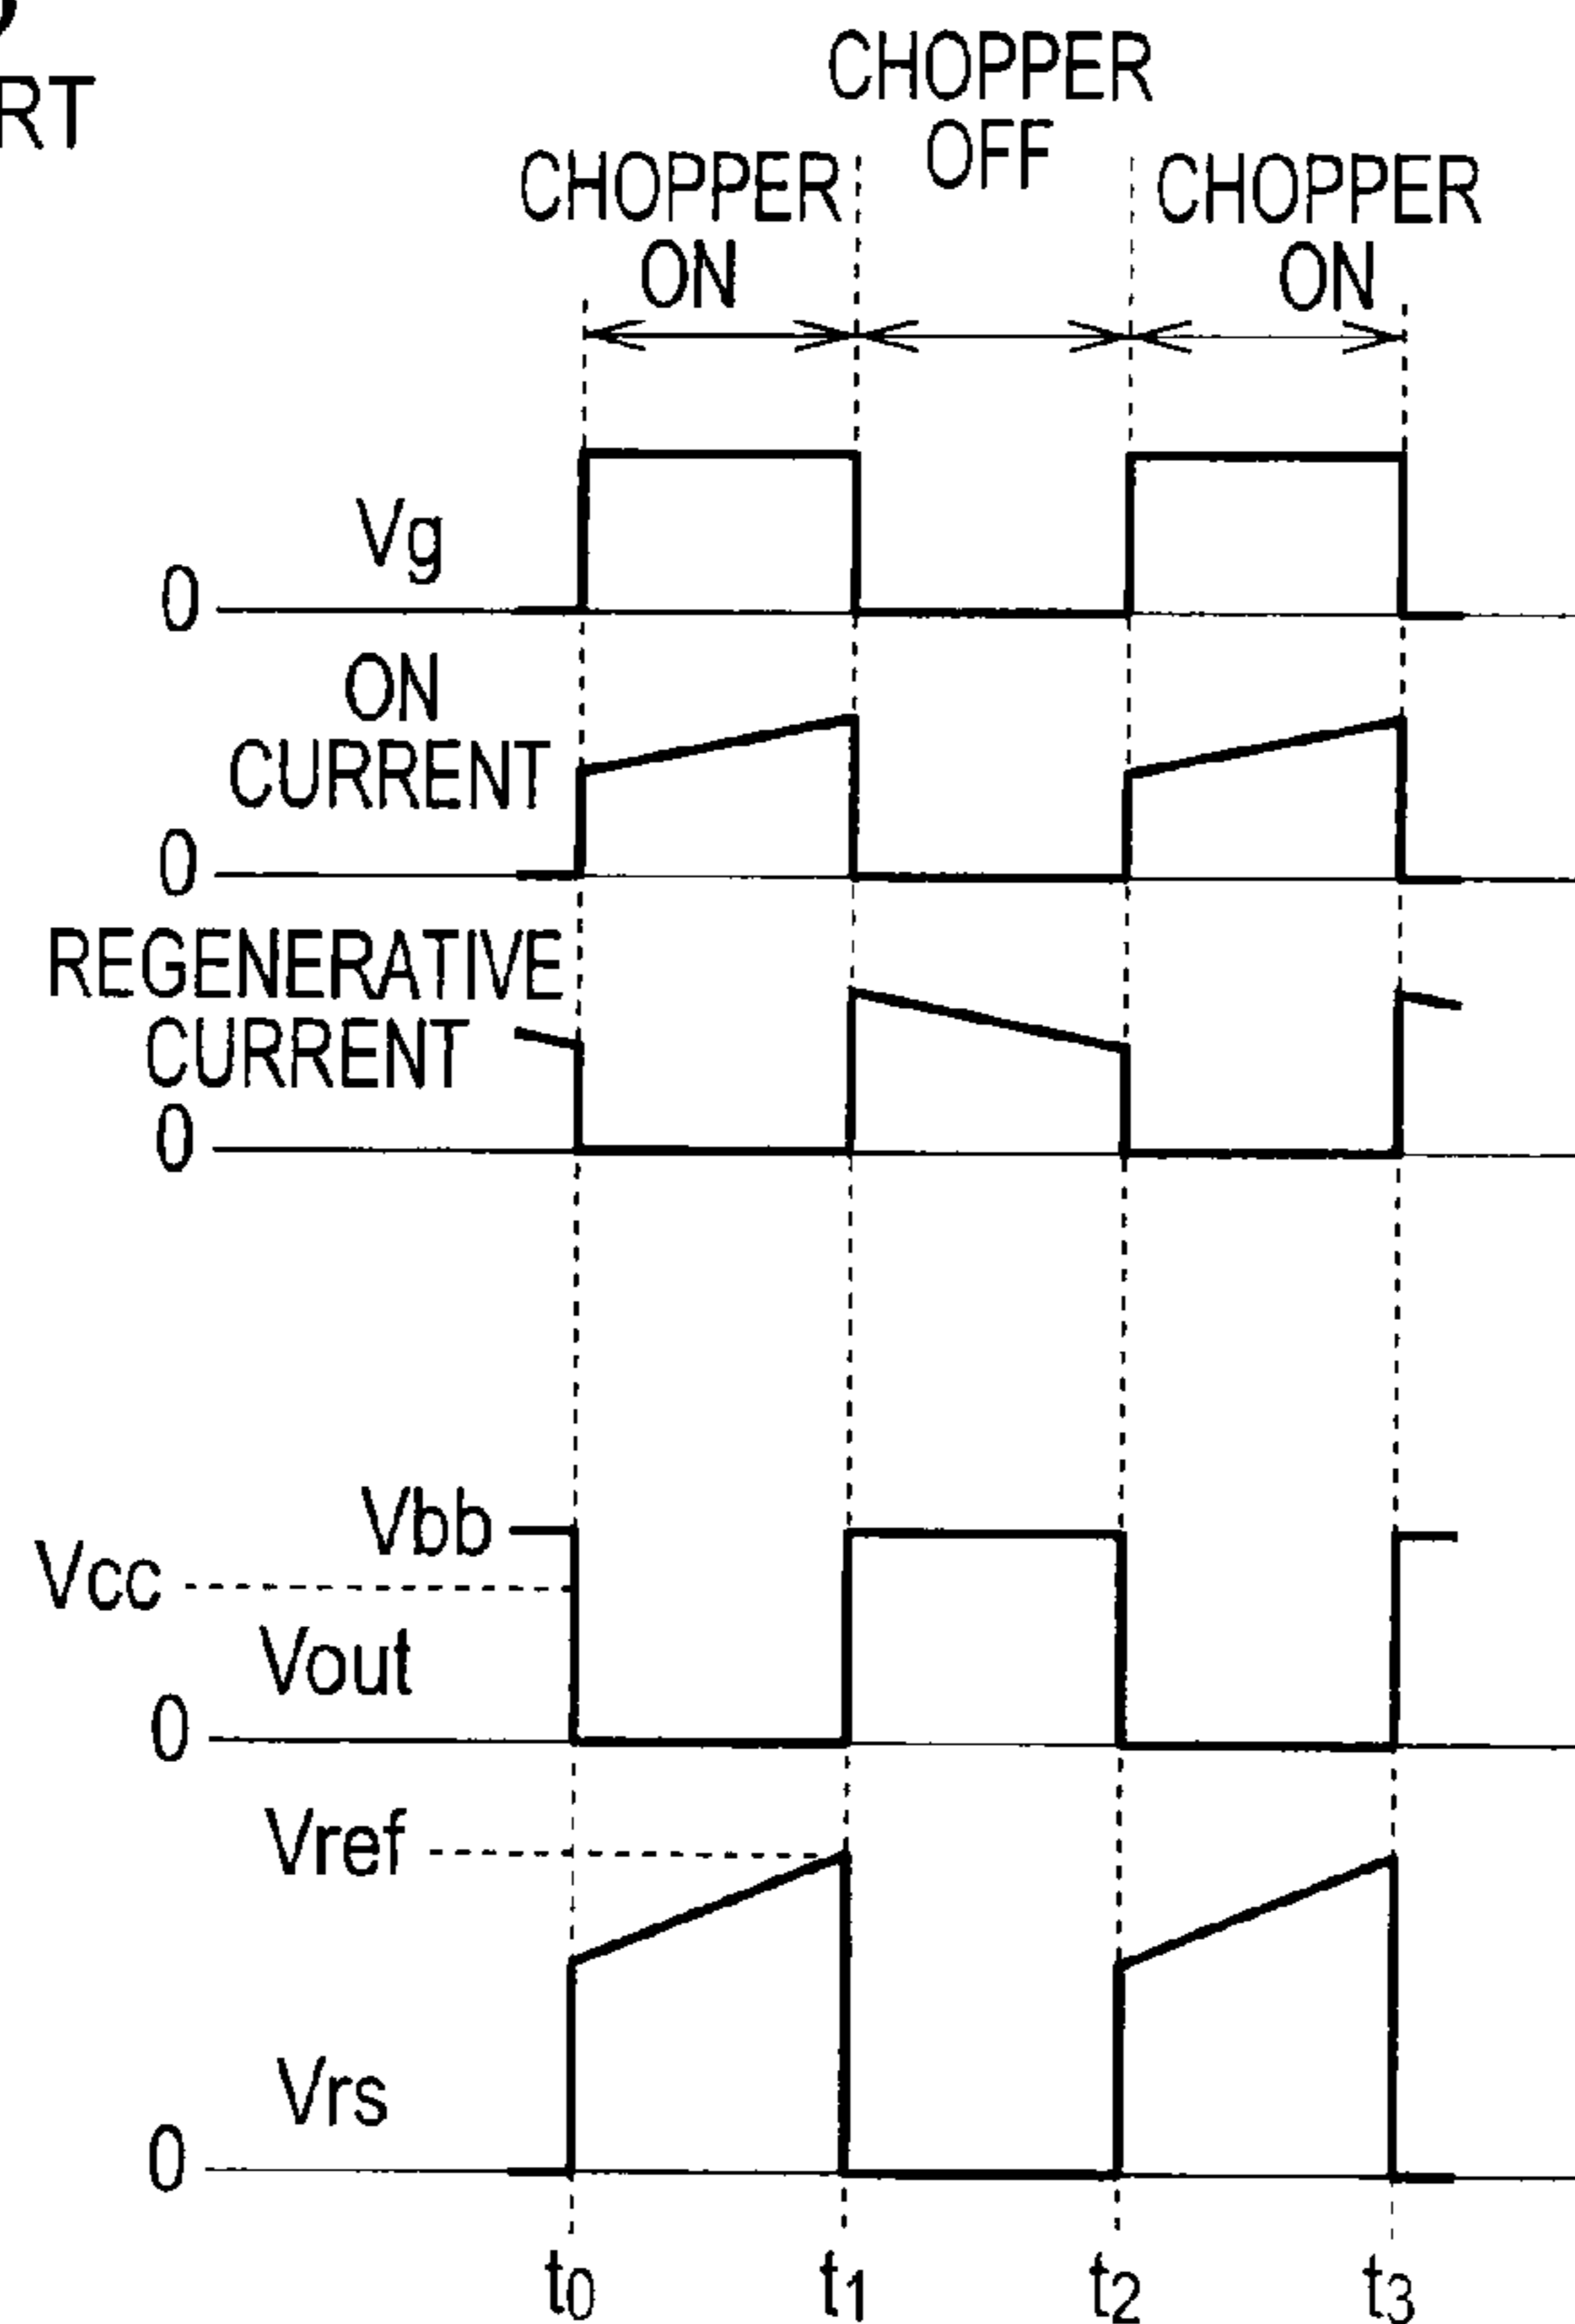 RT
CHOPPER
OFF
CHOPPER
ON
CHOPPER
ON
Vg
0
ON
CURRENT
0
REGENERATIVE
CURRENT
0
Vbb
Vcc
Vout
0
Vref
Vrs
0
t0
t1
t2
t3